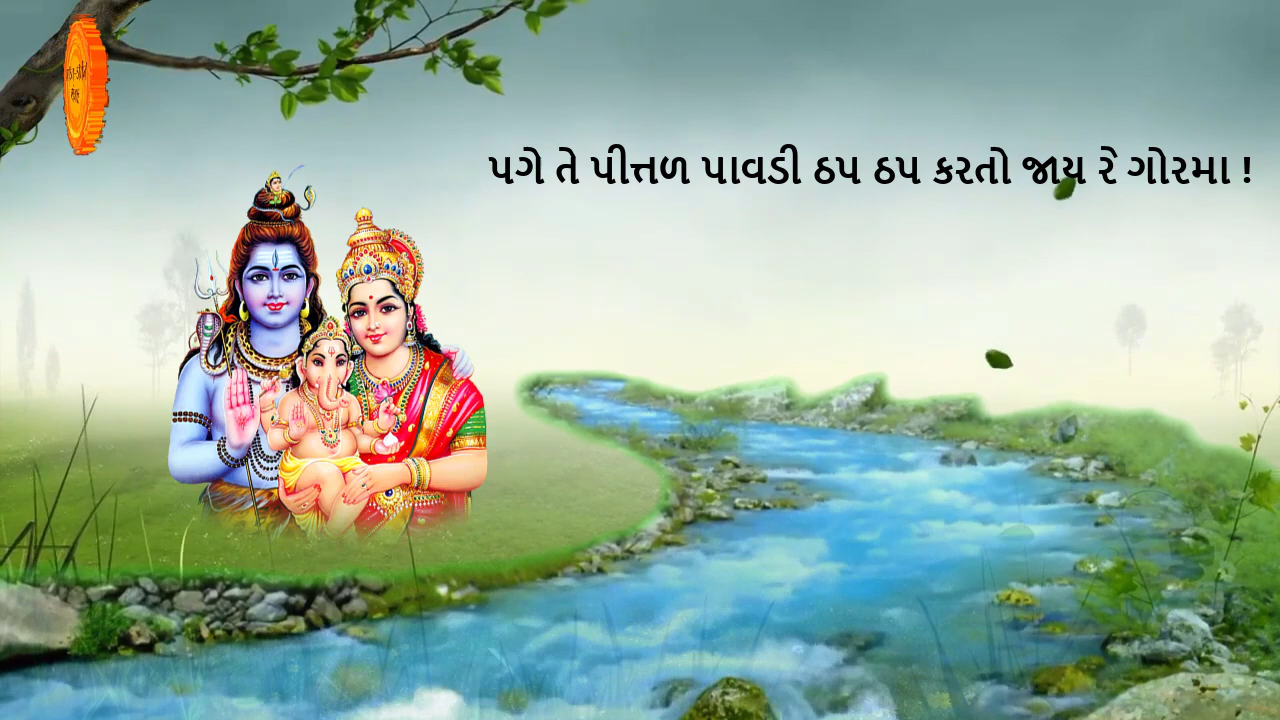 પગે તે પીત્તળ પાવડી ઠપ ઠપ કરતો જાય રે ગોરમા !